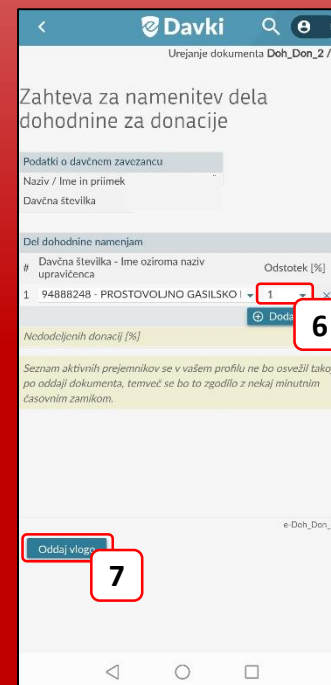 Davki
Urejanje dokumenta Doh_Don_2 /
Zahteva za namenitev dela
dohodnine za donacije
Podatki o davčnem zavezancu
Naziv / Ime in priimek
Davčna številka
Del dohodnine namenjam
# Davčna številka - Ime oziroma naziv upravičenca Odstotek [%]
1 94888248 - PROSTOVOLJNO GASILSKO 1
Doda
6
Nedodeljenih donacij [%]
Seznam aktivnih prejemnikov se v vašem profilu ne bo osvežil tako
po oddaji dokumenta, temveč se bo to zgodilo z nekaj minutnim
časovnim zamikom.
e-Doh_Don_
Oddaj vlogo
7